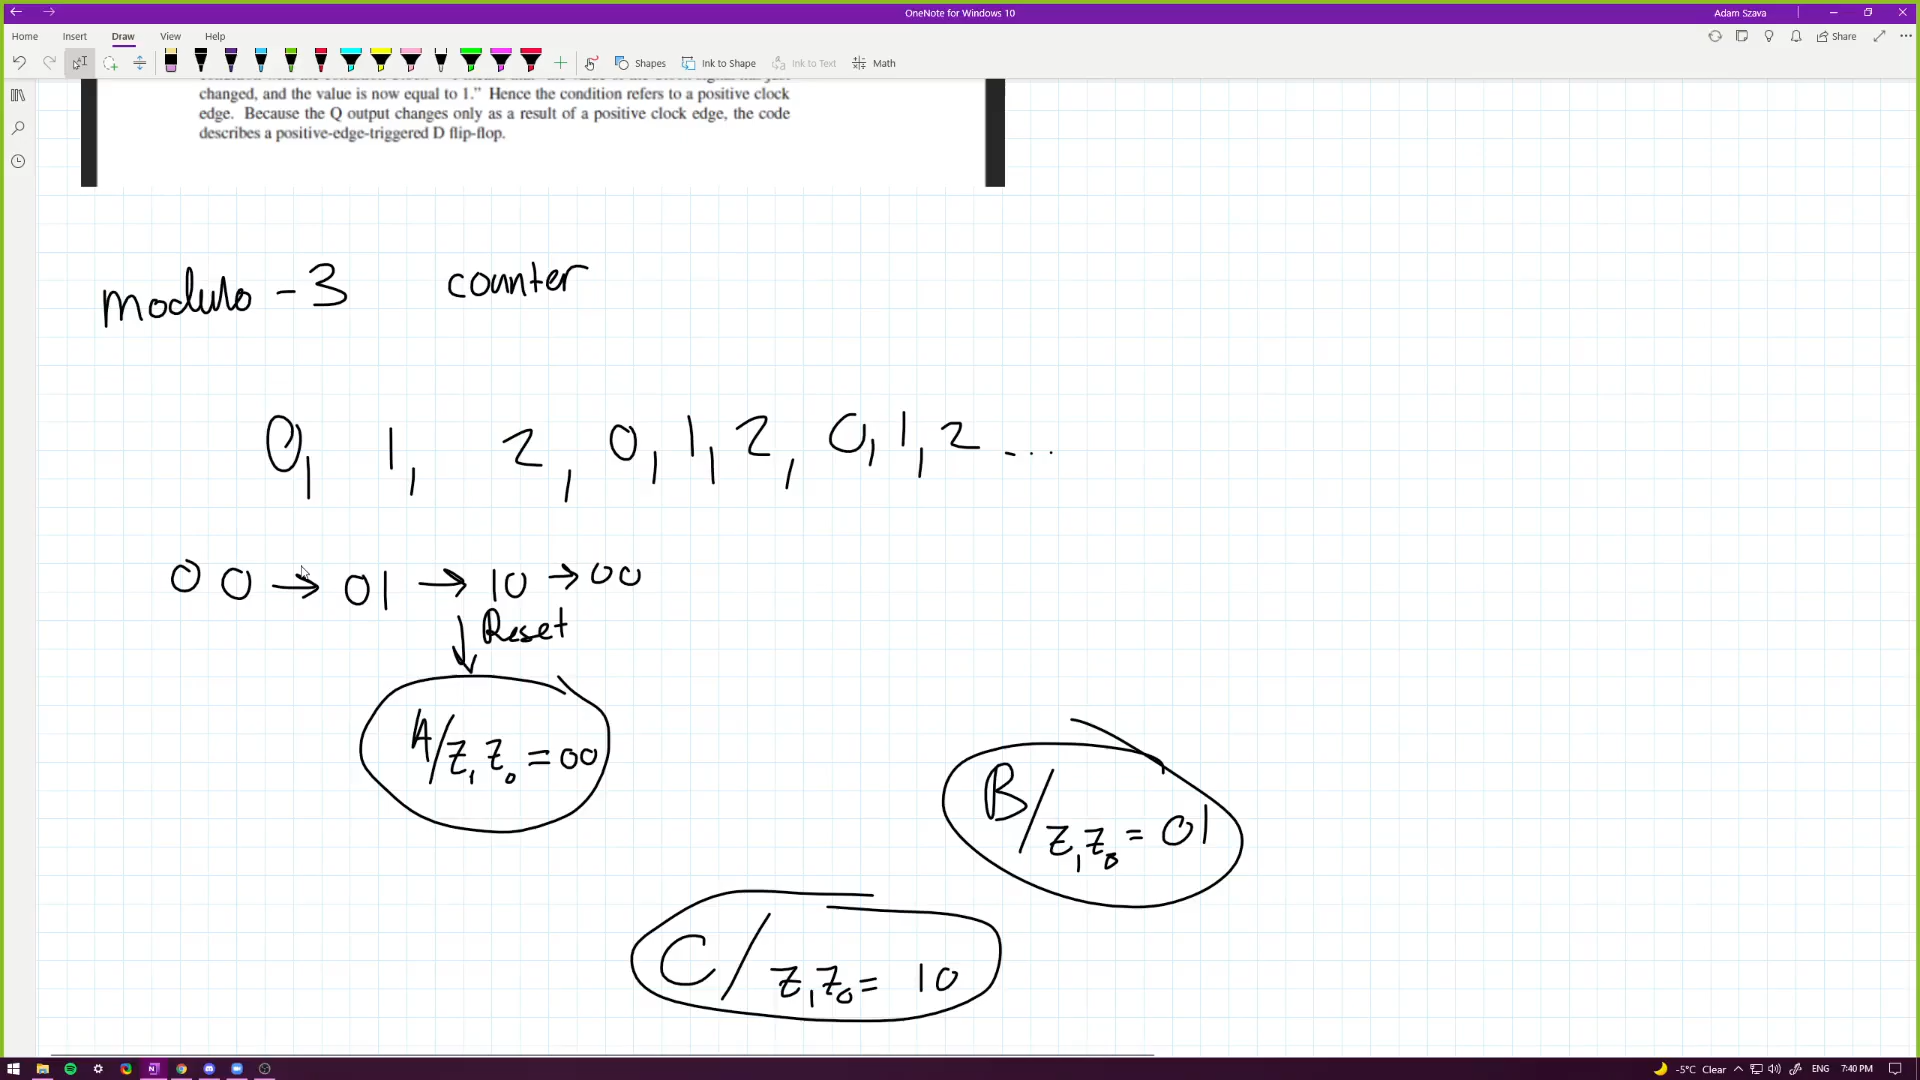 OneNote for Windows 10
Adam Szava
Home Insert Draw View Help
Share
Shapes Ink to Shape Ink to Text Math
changed, and the value is now equal to 1.” Hence the condition refers to a positive clock
edge. Because the Q output changes only as a result of a positive clock edge, the code
describes a positive-edge-triggered D flip-flop.
modulo - 3 counter
0, 1, 2, 0, 1, 2, 0, 1, 2 ...
00 → 01 → 10 → 00
Reset
A/z₁z₀ = 00
B/z₁z₀ = 01
C/z₁z₀ = 10
-5°C Clear ENG 7:40 PM